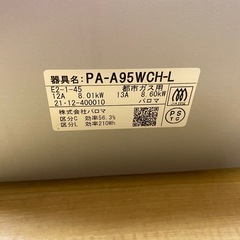 器具名: PA-A95WCH-L
E2-1-45 都市ガス用
12A 8.01kW 13A 8.60kW
21.12-400010 パロマ
株式会社パロマ
区分C 効率56.3%
区分L 効率210Wh
PS
TG